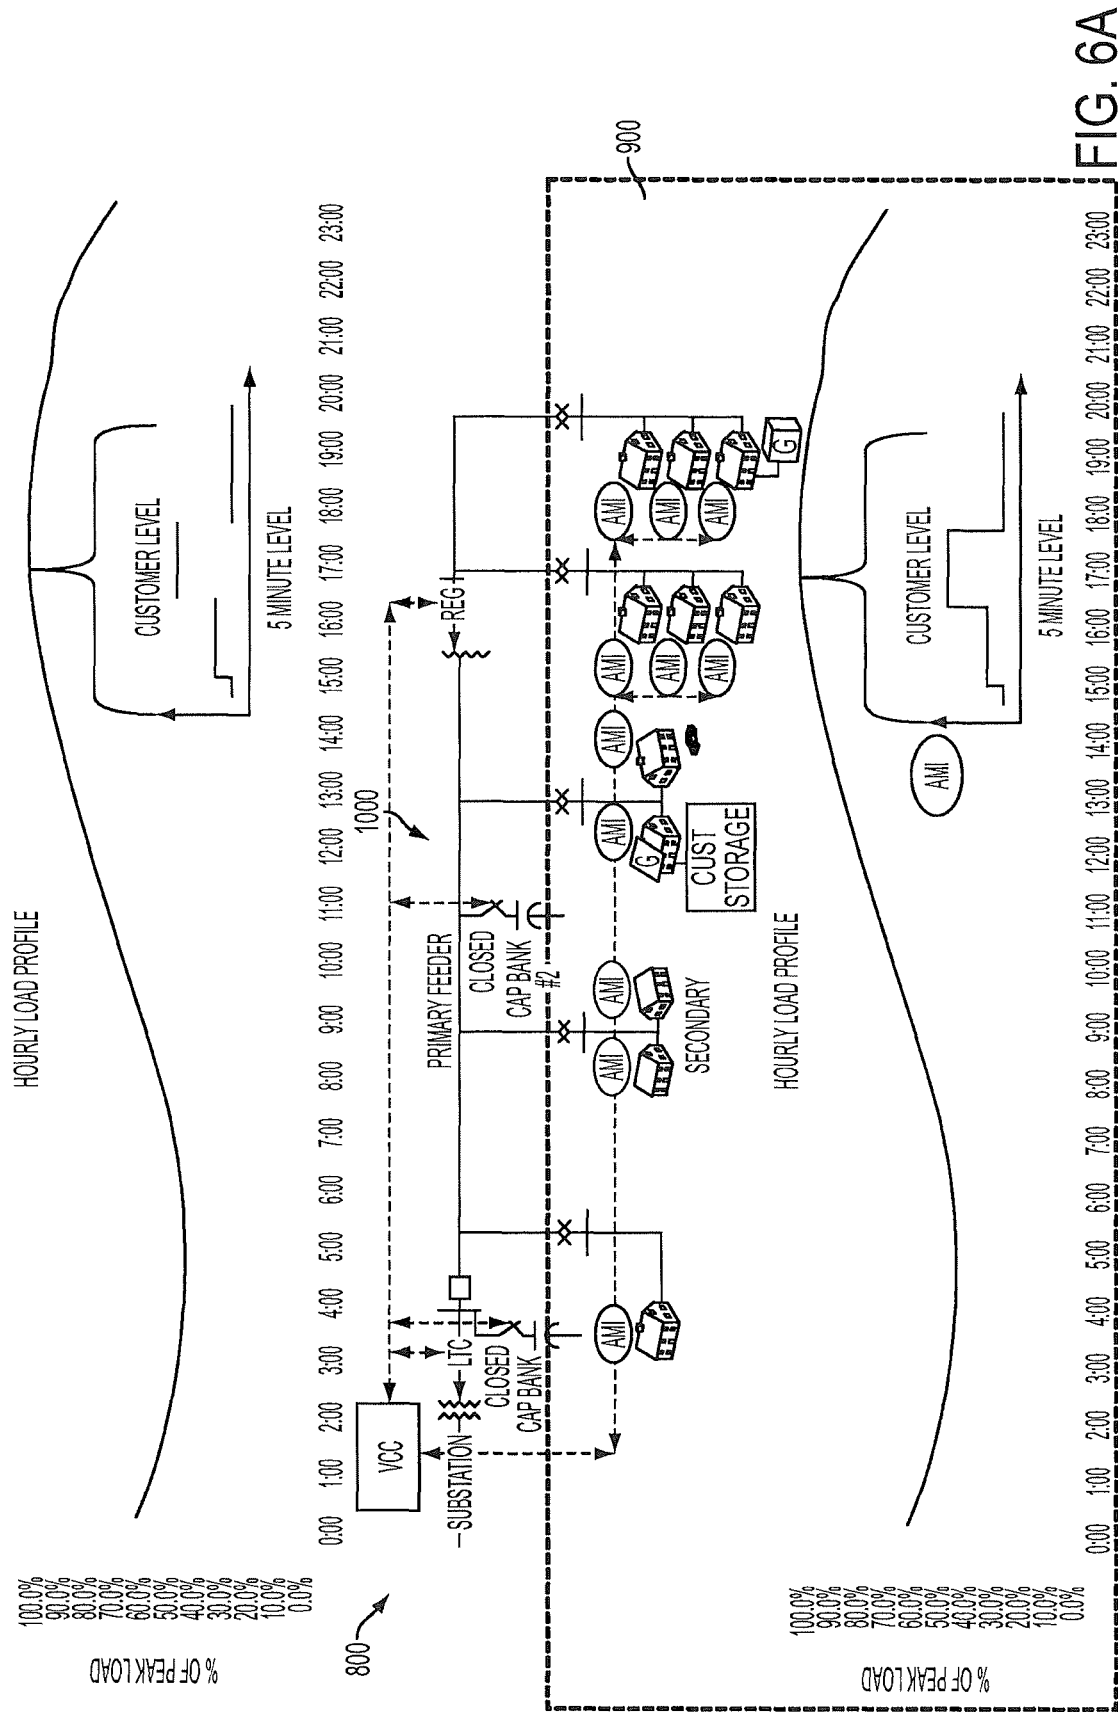 HOURLY LOAD PROFILE
% OF PEAK LOAD
100.0%
90.0%
80.0%
70.0%
60.0%
50.0%
40.0%
30.0%
20.0%
10.0%
0.0%
CUSTOMER LEVEL
5 MINUTE LEVEL
0:00 1:00 2:00 3:00 4:00 5:00 6:00 7:00 8:00 9:00 10:00 11:00 12:00 13:00 14:00 15:00 16:00 17:00 18:00 19:00 20:00 21:00 22:00 23:00
800
VCC
1000
SUBSTATION
LTC
PRIMARY FEEDER
REG
CLOSED
CAP BANK
CLOSED
CAP BANK
#2
900
AMI
AMI
AMI
AMI
AMI
AMI
AMI
AMI
AMI
AMI
AMI
G
G
CUST
STORAGE
SECONDARY
HOURLY LOAD PROFILE
% OF PEAK LOAD
100.0%
90.0%
80.0%
70.0%
60.0%
50.0%
40.0%
30.0%
20.0%
10.0%
0.0%
AMI
CUSTOMER LEVEL
5 MINUTE LEVEL
0:00 1:00 2:00 3:00 4:00 5:00 6:00 7:00 8:00 9:00 10:00 11:00 12:00 13:00 14:00 15:00 16:00 17:00 18:00 19:00 20:00 21:00 22:00 23:00
FIG. 6A